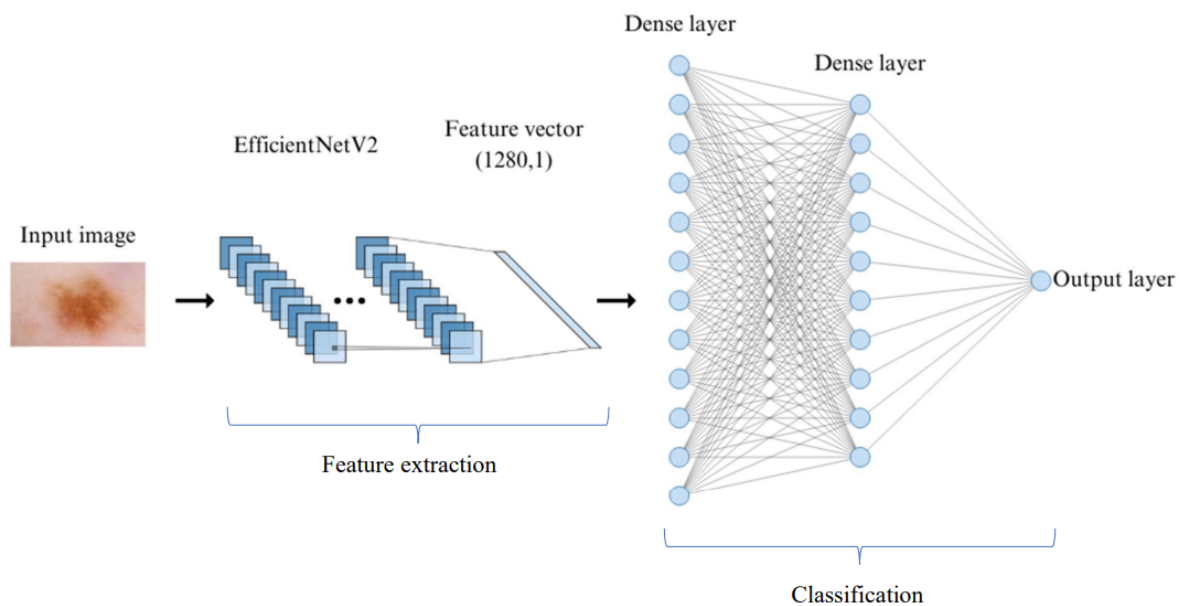 Dense layer
Dense layer
EfficientNetV2
Feature vector
(1280,1)
Input image
Output layer
Feature extraction
Classification